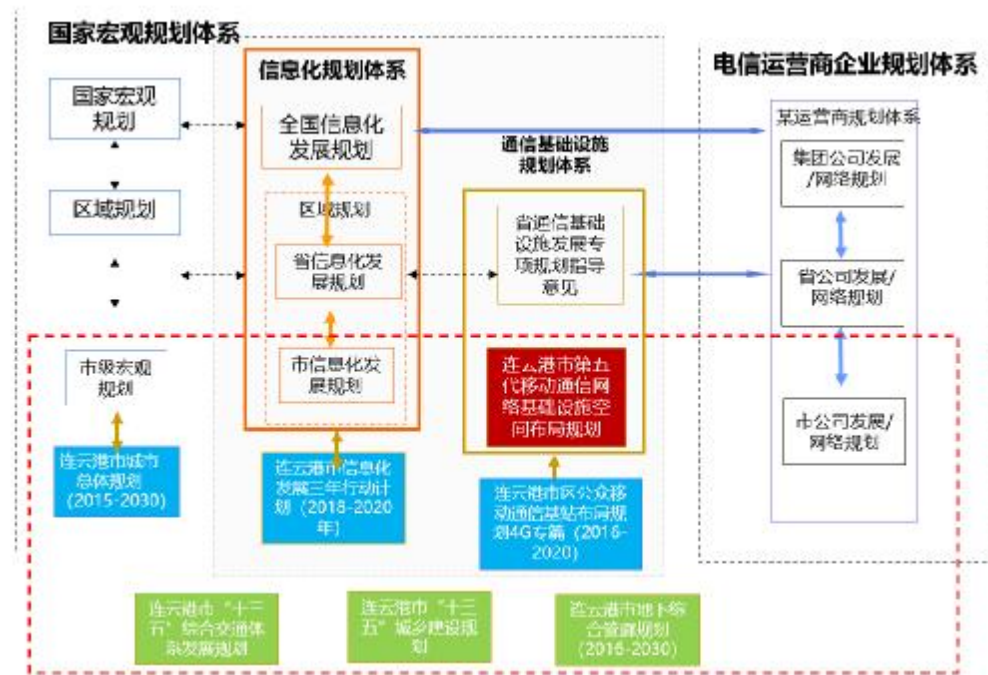 国家宏观规划体系
国家宏观
规划
区域规划
市级宏观
规划
连云港市城市
总体规划
(2015-2030)
信息化规划体系
全国信息化
发展规划
区域规划
省信息化发
展规划
市信息化发
展规划
连云港市信息化
发展三年行动计
划（2018-2020
年）
通信基础设施
规划体系
省通信基础
设施发展专
项规划指导
意见
连云港市第五
代移动通信网
络基础设施空
间布局规划
连云港市区公众移
动通信基站布局规
划4G专篇（2016-
2020）
电信运营商企业规划体系
某运营商规划体系
集团公司发展
/网络规划
省公司发展/
网络规划
市公司发展/
网络规划
连云港市“十三
五”综合交通体
系发展规划
连云港市“十三
五”城乡建设规
划
连云港市地下综
合管廊规划
(2016-2030)